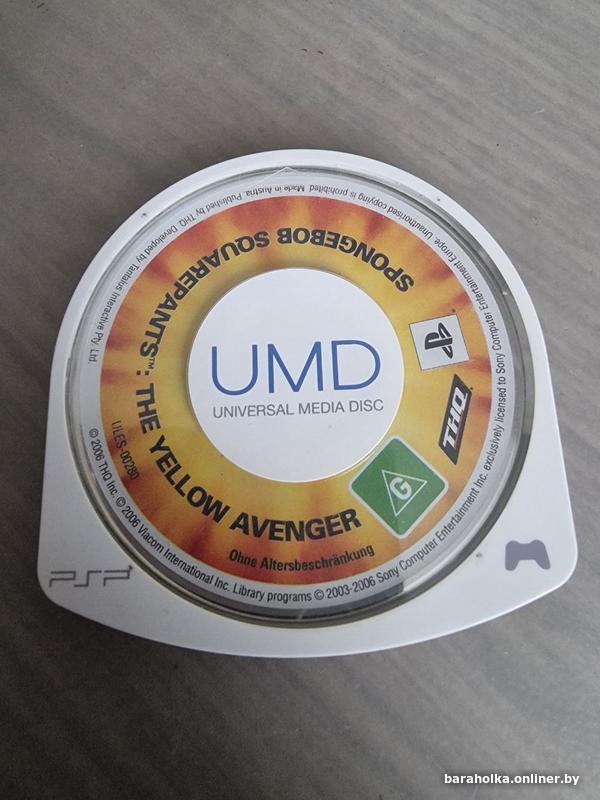 SPONGEBOB SQUAREPANTS™: THE YELLOW AVENGER
UMD
UNIVERSAL MEDIA DISC
THQ
G
ULES-00280
Ohne Altersbeschränkung
© 2006 THQ Inc. © 2006 Viacom International Inc. Library programs © 2003-2006 Sony Computer Entertainment Inc. exclusively licensed to Sony Computer Entertainment Europe. Unauthorised copying is prohibited. Made in Austria. Published by THQ. Developed by Tantalus Interactive Pty. Ltd.
PSP
baraholka.onliner.by